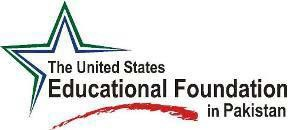 The United States
Educational Foundation
in Pakistan